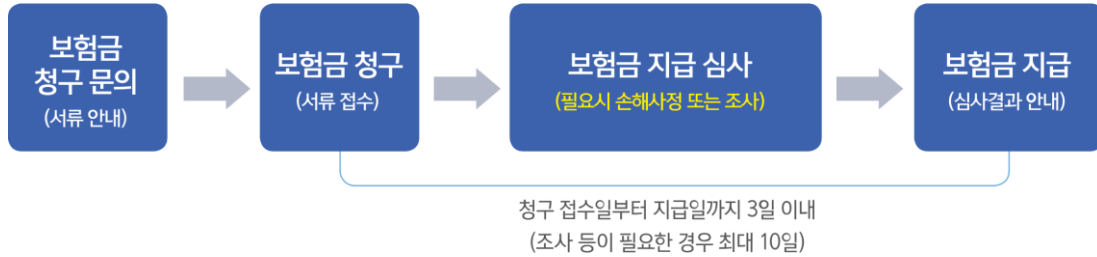 보험금
청구 문의
(서류 안내)
보험금 청구
(서류 접수)
보험금 지급 심사
(필요시 손해사정 또는 조사)
보험금 지급
(심사결과 안내)
청구 접수일부터 지급일까지 3일 이내
(조사 등이 필요한 경우 최대 10일)